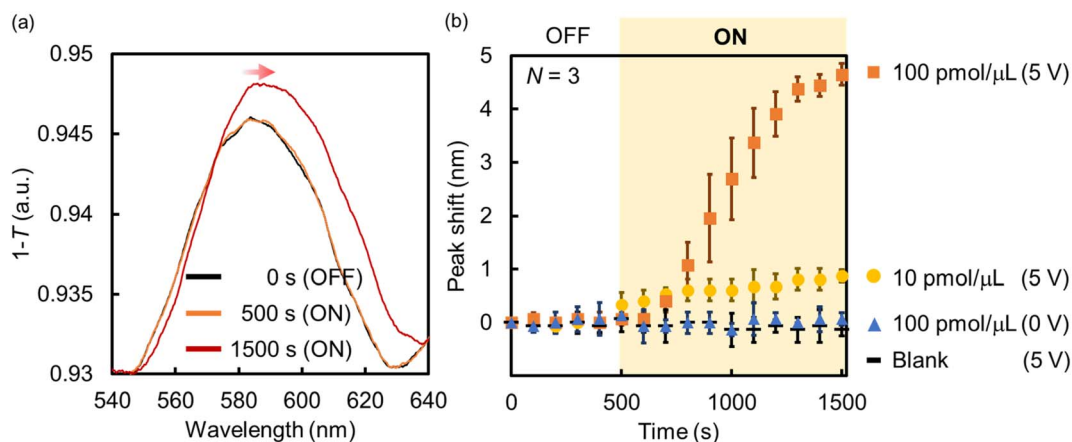 (a)
0.95
0.945
0.94
0.935
0.93
1-T (a.u.)
0 s (OFF)
500 s (ON)
1500 s (ON)
540 560 580 600 620 640
Wavelength (nm)
(b)
OFF ON
N = 3
5
4
3
2
1
0
Peak shift (nm)
0 500 1000 1500
Time (s)
100 pmol/μL (5 V)
10 pmol/μL (5 V)
100 pmol/μL (0 V)
Blank (5 V)